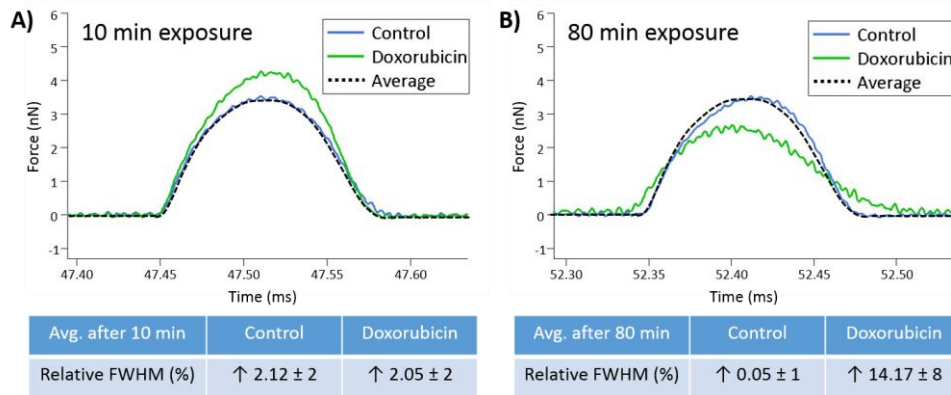 A)
10 min exposure
Control
Doxorubicin
Average
Force (nN)
6
5
4
3
2
1
0
-1
47.40 47.45 47.50 47.55 47.60
Time (ms)
Avg. after 10 min Control Doxorubicin
Relative FWHM (%) ↑ 2.12 ± 2 ↑ 2.05 ± 2
B)
80 min exposure
Control
Doxorubicin
Average
Force (nN)
6
5
4
3
2
1
0
-1
52.30 52.35 52.40 52.45 52.50
Time (ms)
Avg. after 80 min Control Doxorubicin
Relative FWHM (%) ↑ 0.05 ± 1 ↑ 14.17 ± 8